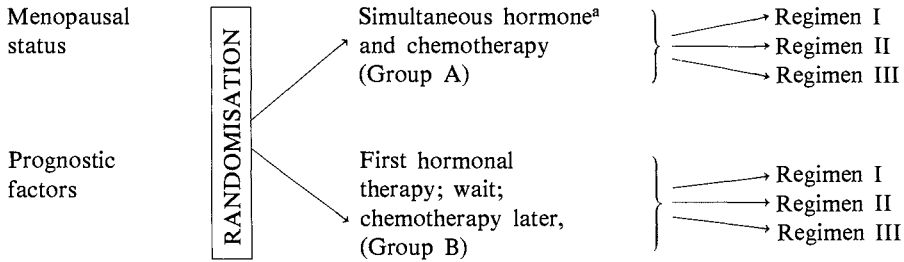 Menopausal
status
Prognostic
factors
RANDOMISATION
Simultaneous hormoneᵃ
and chemotherapy
(Group A)
Regimen I
Regimen II
Regimen III
First hormonal
therapy; wait;
chemotherapy later,
(Group B)
Regimen I
Regimen II
Regimen III